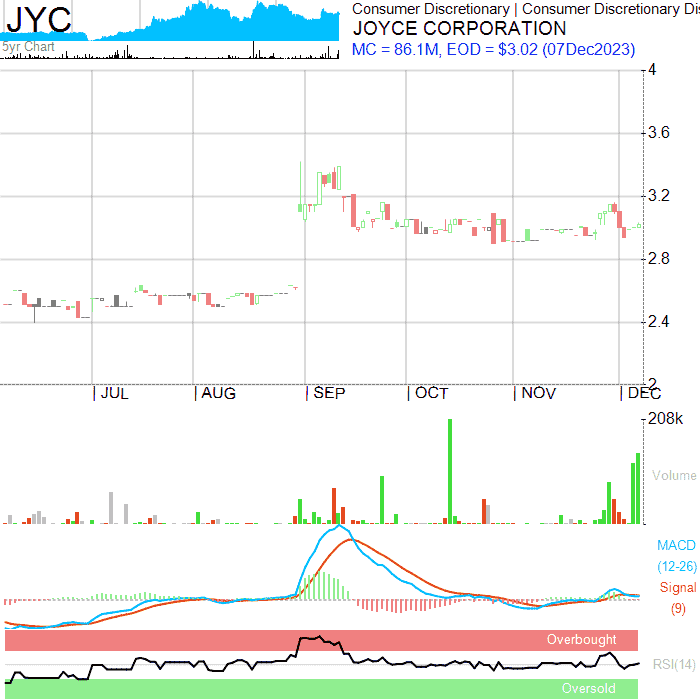 JYC
5yr Chart
Consumer Discretionary | Consumer Discretionary Dis
JOYCE CORPORATION
MC = 86.1M, EOD = $3.02 (07Dec2023)
4
3.6
3.2
2.8
2.4
2
JUL AUG SEP OCT NOV DEC
208k
Volume
MACD
(12-26)
Signal
(9)
Overbought
RSI(14)
Oversold